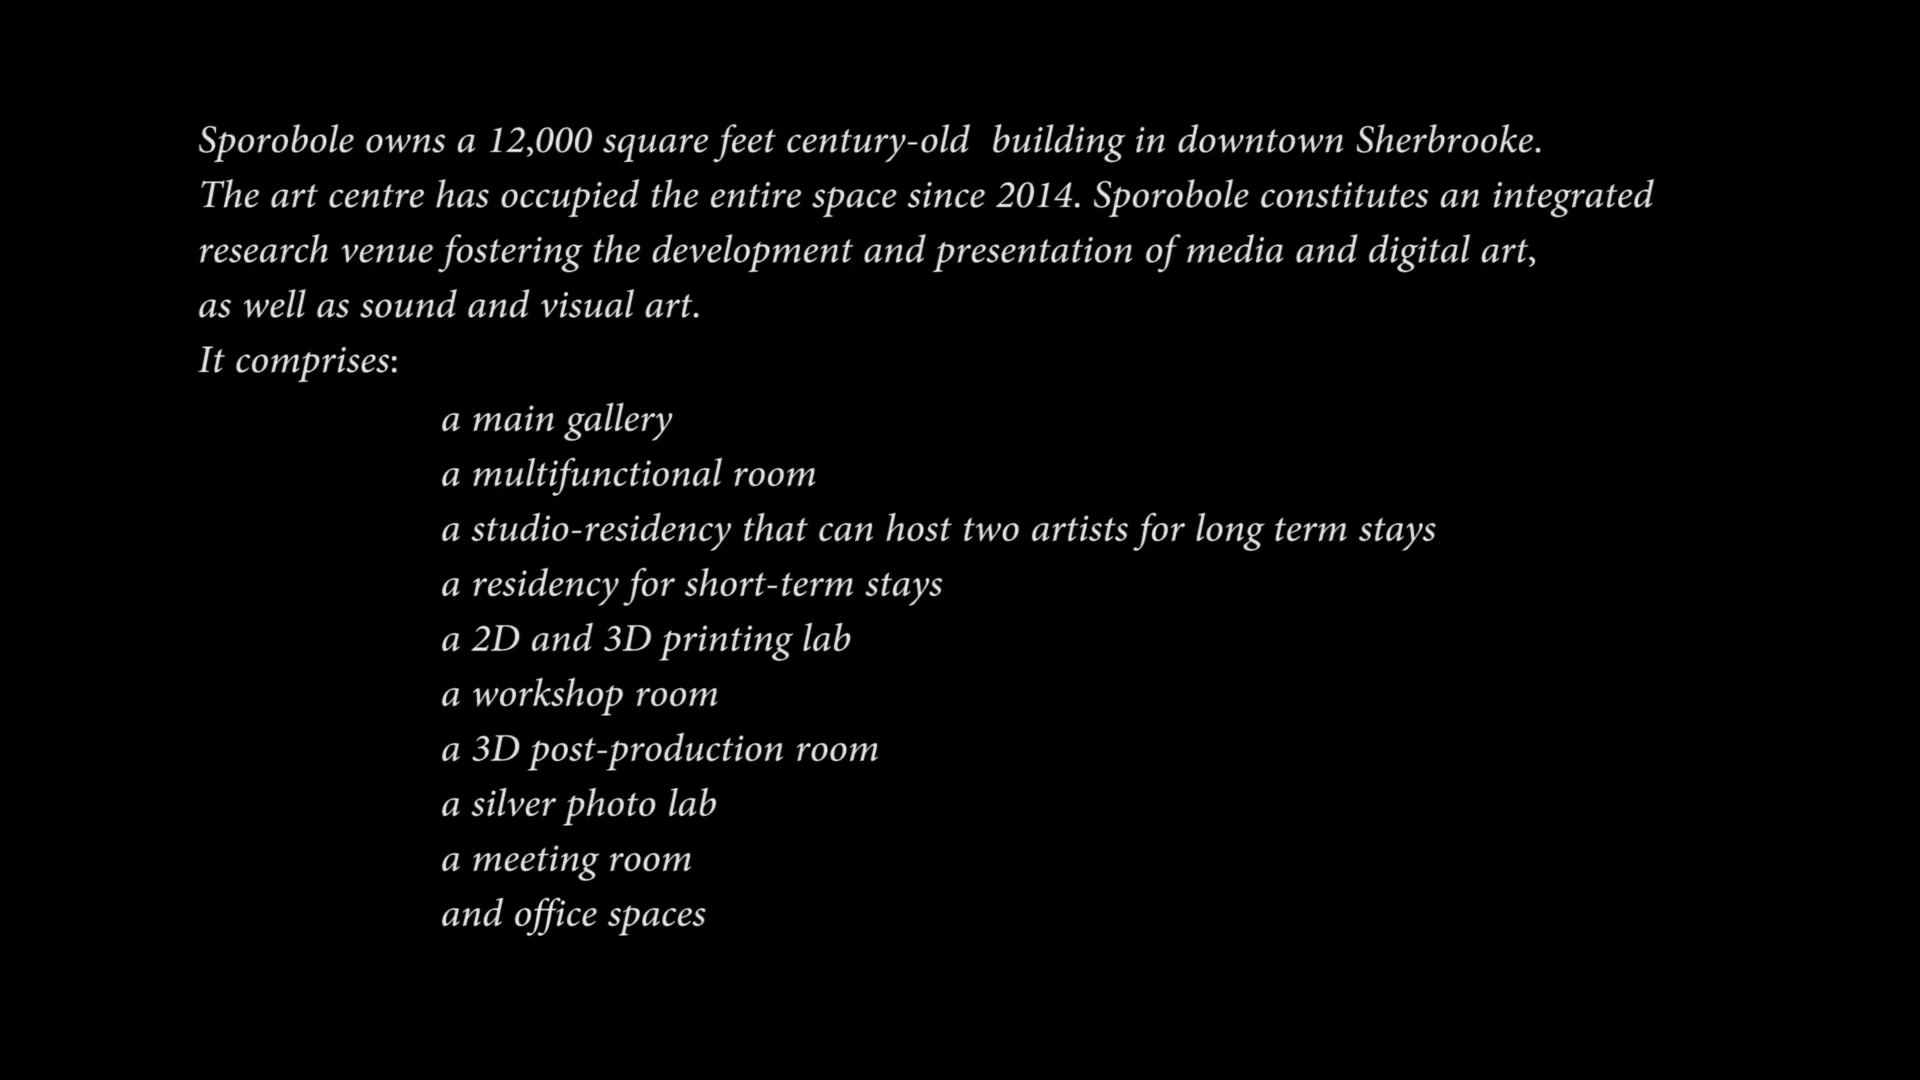 Sporobole owns a 12,000 square feet century-old  building in downtown Sherbrooke.
The art centre has occupied the entire space since 2014. Sporobole constitutes an integrated
research venue fostering the development and presentation of media and digital art,
as well as sound and visual art.
It comprises:
a main gallery
a multifunctional room
a studio-residency that can host two artists for long term stays
a residency for short-term stays
a 2D and 3D printing lab
a workshop room
a 3D post-production room
a silver photo lab
a meeting room
and office spaces